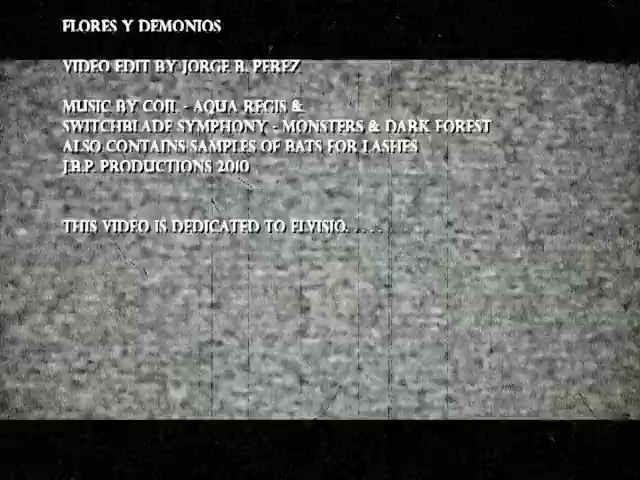 FLORES Y DEMONIOS
VIDEO EDIT BY JORGE B. PEREZ
MUSIC BY COIL - AQUA REGIS &
SWITCHBLADE SYMPHONY - MONSTERS & DARK FOREST
ALSO CONTAINS SAMPLES OF BATS FOR LASHES
J.B.P. PRODUCTIONS 2010
THIS VIDEO IS DEDICATED TO ELVISIO. . . . .